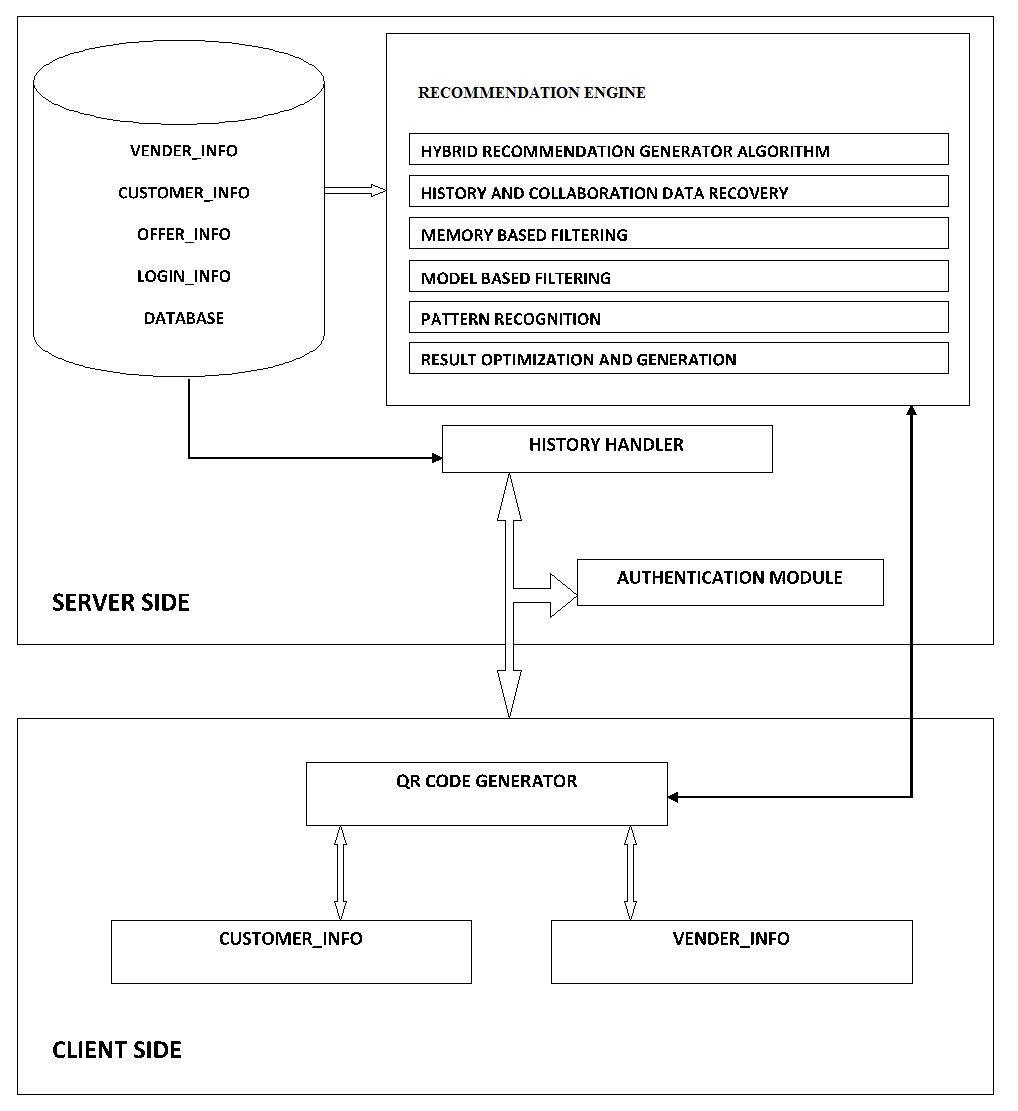 VENDER_INFO
CUSTOMER_INFO
OFFER_INFO
LOGIN_INFO
DATABASE
RECOMMENDATION ENGINE
HYBRID RECOMMENDATION GENERATOR ALGORITHM
HISTORY AND COLLABORATION DATA RECOVERY
MEMORY BASED FILTERING
MODEL BASED FILTERING
PATTERN RECOGNITION
RESULT OPTIMIZATION AND GENERATION
HISTORY HANDLER
AUTHENTICATION MODULE
SERVER SIDE
QR CODE GENERATOR
CUSTOMER_INFO
VENDER_INFO
CLIENT SIDE